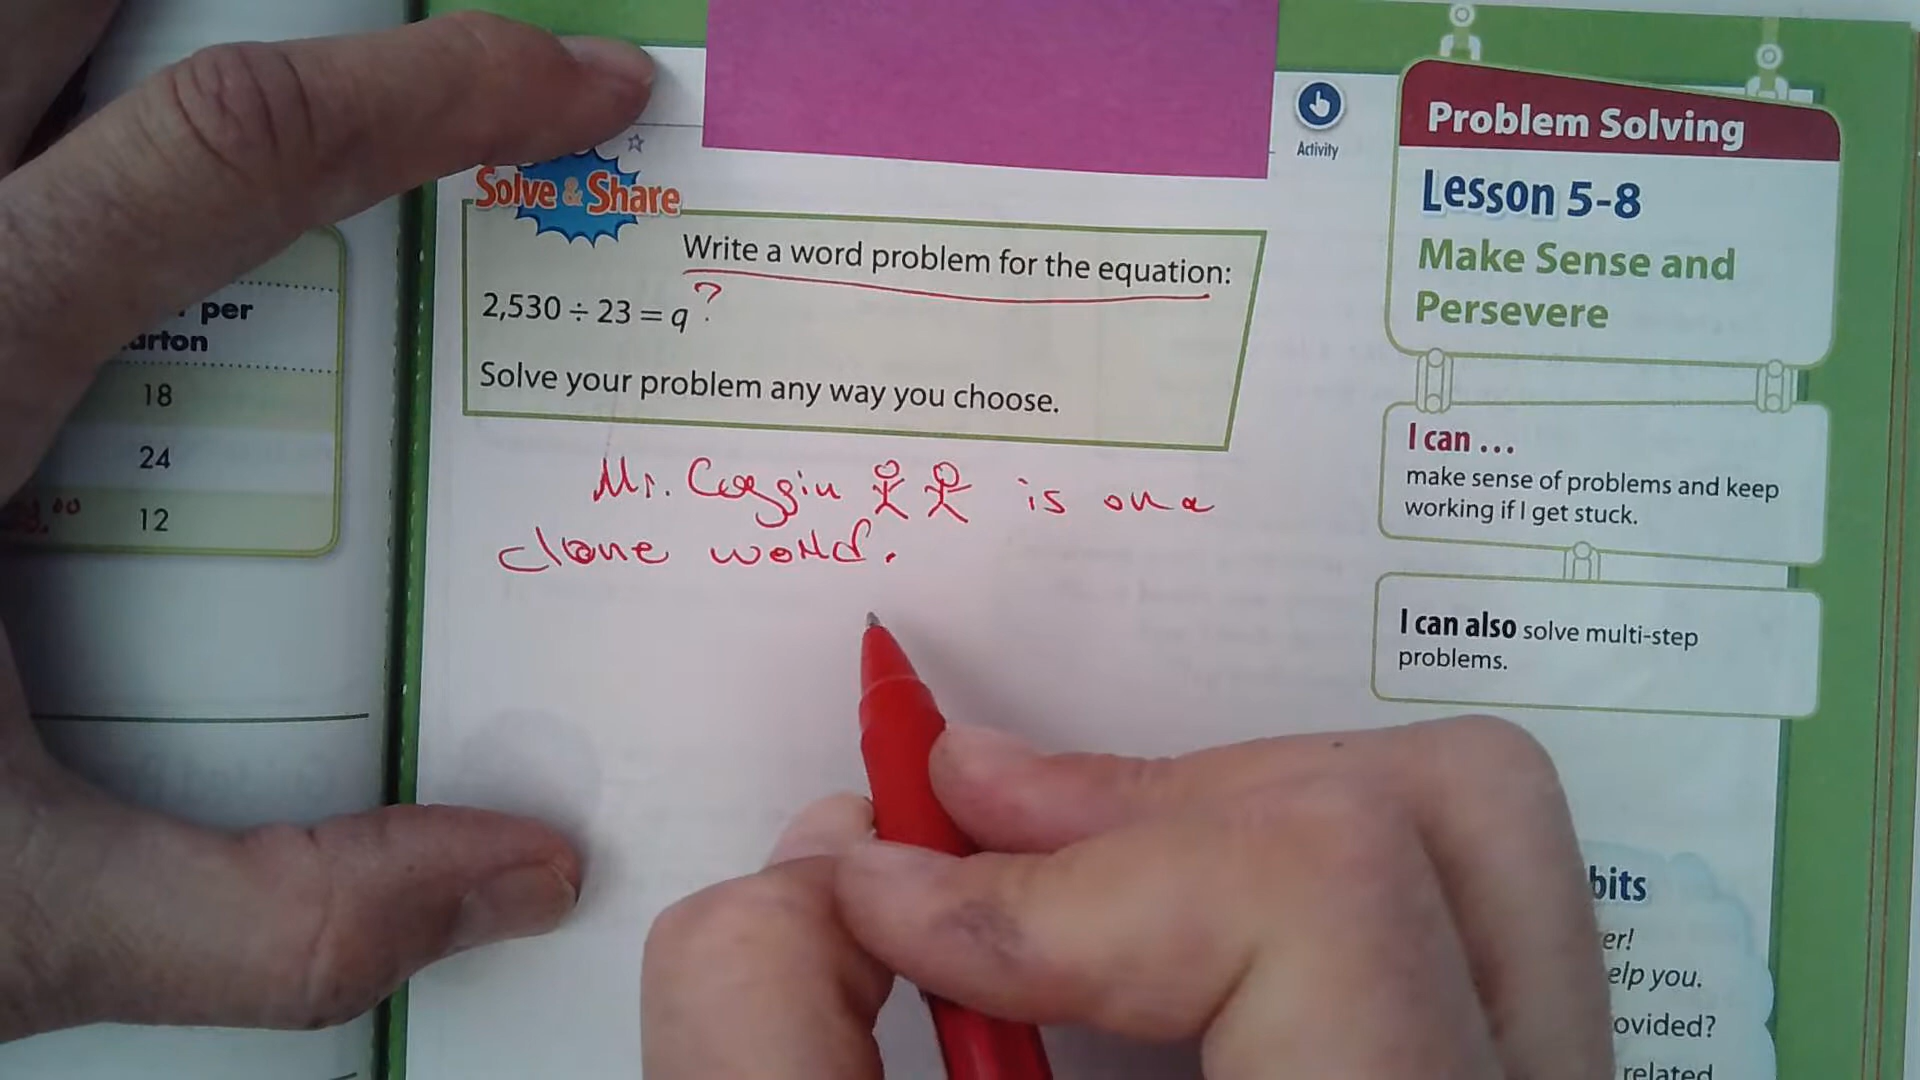 per
arton
18
24
12
Solve & Share
Write a word problem for the equation:
2,530 ÷ 23 = q ?
Solve your problem any way you choose.
Mr. Coggin is on a
clone world.
Activity
Problem Solving
Lesson 5-8
Make Sense and
Persevere
I can ...
make sense of problems and keep
working if I get stuck.
I can also solve multi-step
problems.
bits
er!
elp you.
ovided?
related